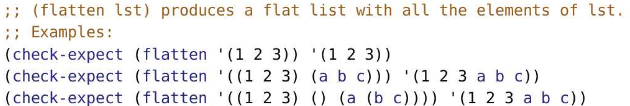 ;; (flatten lst) produces a flat list with all the elements of lst.
;; Examples:
(check-expect (flatten '(1 2 3)) '(1 2 3))
(check-expect (flatten '((1 2 3) (a b c))) '(1 2 3 a b c))
(check-expect (flatten '((1 2 3) () (a (b c)))) '(1 2 3 a b c))